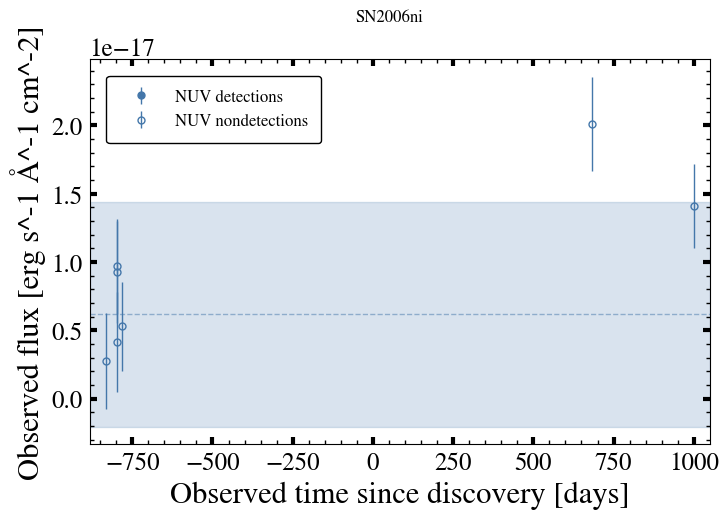 SN2006ni
1e−17
NUV detections
NUV nondetections
2.0
1.5
1.0
0.5
0.0
Observed flux [erg s^-1 Å^-1 cm^-2]
−750 −500 −250 0 250 500 750 1000
Observed time since discovery [days]